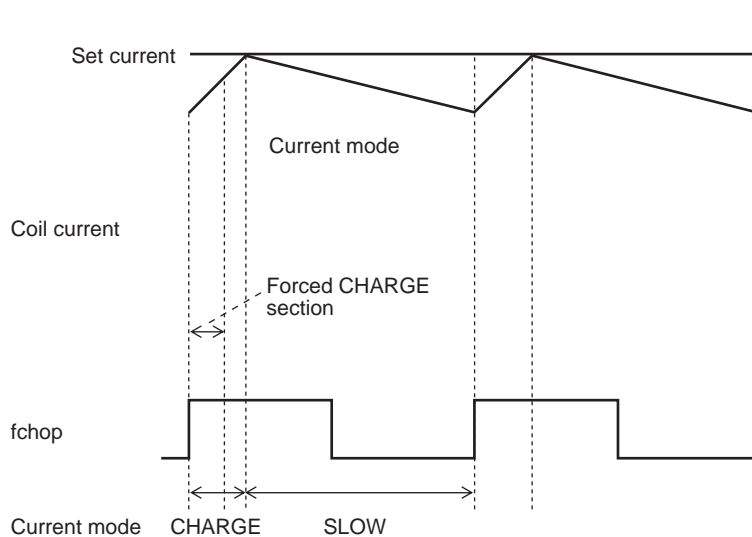 Set current
Current mode
Coil current
Forced CHARGE
section
fchop
Current mode CHARGE SLOW